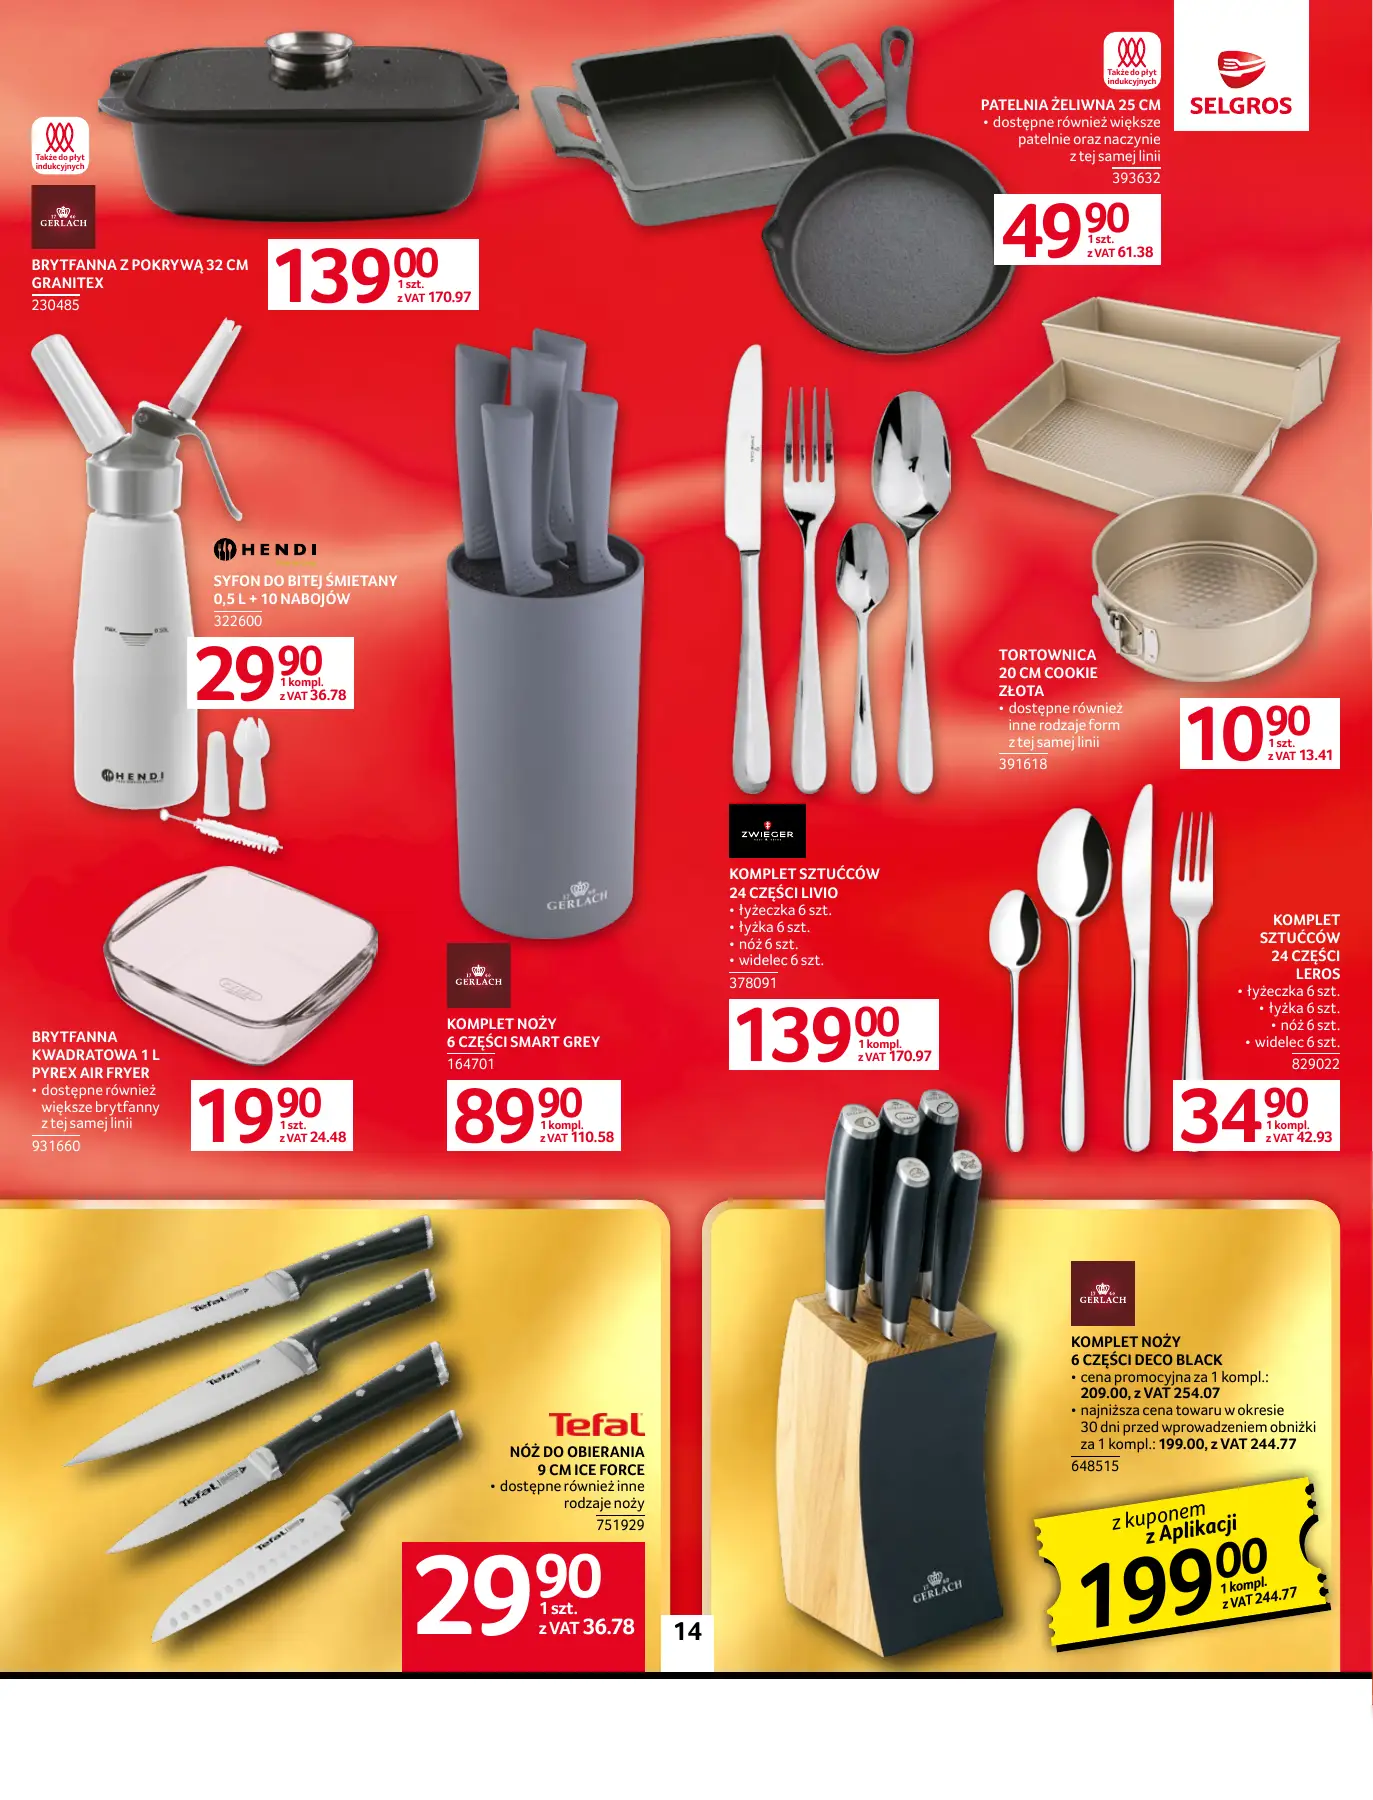 Także do płyt
indukcyjnych
GERLACH
BRYTFANNA Z POKRYWĄ 32 CM
GRANITEX
230485
139 00
1 szt.
z VAT 170.97
Także do płyt
indukcyjnych
SELGROS
PATELNIA ŻELIWNA 25 CM
• dostępne również większe
patelnie oraz naczynie
z tej samej linii
393632
49 90
1 szt.
z VAT 61.38
HENDI
SYFON DO BITEJ ŚMIETANY
0,5 L + 10 NABOJÓW
322600
29 90
1 kompl.
z VAT 36.78
HENDI
TORTOWNICA
20 CM COOKIE
ZŁOTA
• dostępne również
inne rodzaje form
z tej samej linii
391618
10 90
1 szt.
z VAT 13.41
BRYTFANNA
KWADRATOWA 1 L
PYREX AIR FRYER
• dostępne również
większe brytfanny
z tej samej linii
931660
19 90
1 szt.
z VAT 24.48
GERLACH
GERLACH
KOMPLET NOŻY
6 CZĘŚCI SMART GREY
164701
89 90
1 kompl.
z VAT 110.58
ZWIEGER
KOMPLET SZTUĆCÓW
24 CZĘŚCI LIVIO
• łyżeczka 6 szt.
• łyżka 6 szt.
• nóż 6 szt.
• widelec 6 szt.
378091
139 00
1 kompl.
z VAT 170.97
KOMPLET
SZTUĆCÓW
24 CZĘŚCI
LEROS
• łyżeczka 6 szt.
• łyżka 6 szt.
• nóż 6 szt.
• widelec 6 szt.
829022
34 90
1 kompl.
z VAT 42.93
Tefal
Tefal
Tefal
Tefal
Tefal
NÓŻ DO OBIERANIA
9 CM ICE FORCE
• dostępne również inne
rodzaje noży
751929
29 90
1 szt.
z VAT 36.78
GERLACH
GERLACH
KOMPLET NOŻY
6 CZĘŚCI DECO BLACK
• cena promocyjna za 1 kompl.:
209.00, z VAT 254.07
• najniższa cena towaru w okresie
30 dni przed wprowadzeniem obniżki
za 1 kompl.: 199.00, z VAT 244.77
648515
z kuponem
z Aplikacji
199 00
1 kompl.
z VAT 244.77
14